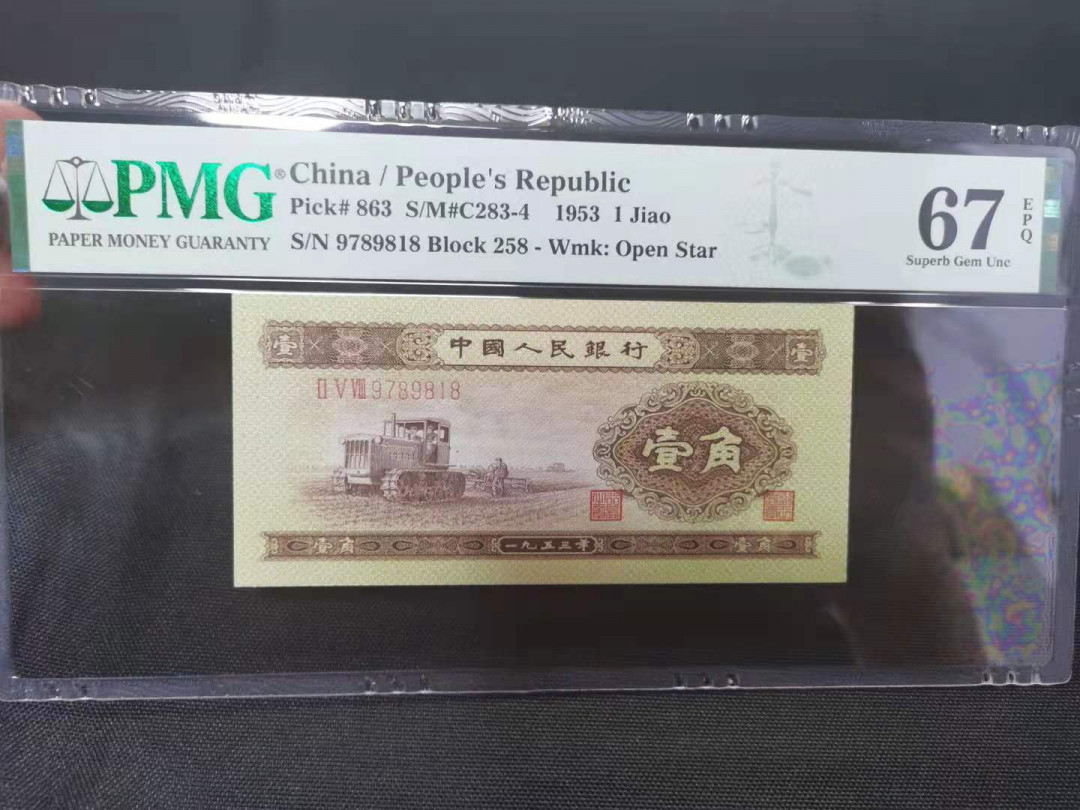 PMG®
PAPER MONEY GUARANTY
China / People's Republic
Pick# 863 S/M#C283-4 1953 1 Jiao
S/N 9789818 Block 258 - Wmk: Open Star
67
EPQ
Superb Gem Unc
壹 中國人民銀行 壹
II V VIII 9789818
壹角
壹角 一九五三年 壹角